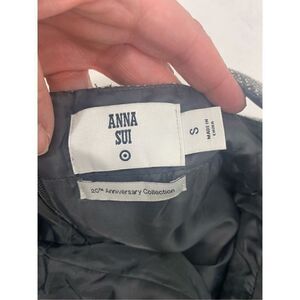 ANNA
SUI
S
MADE IN
CHINA
20TH Anniversary Collection